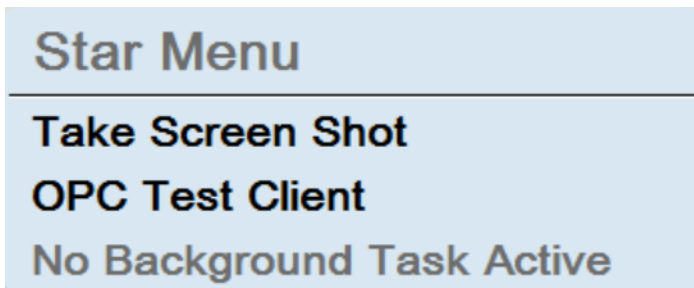 Star Menu
Take Screen Shot
OPC Test Client
No Background Task Active